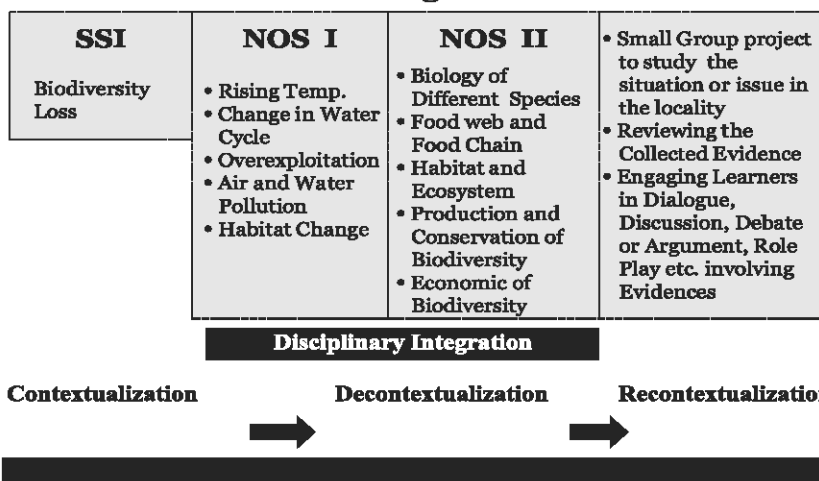 SSI
Biodiversity
Loss
NOS I
• Rising Temp.
• Change in Water
Cycle
• Overexploitation
• Air and Water
Pollution
• Habitat Change
NOS II
• Biology of
Different Species
• Food web and
Food Chain
• Habitat and
Ecosystem
• Production and
Conservation of
Biodiversity
• Economic of
Biodiversity
• Small Group project
to study the
situation or issue in
the locality
• Reviewing the
Collected Evidence
• Engaging Learners
in Dialogue,
Discussion, Debate
or Argument, Role
Play etc. involving
Evidences
Disciplinary Integration
Contextualization
Decontextualization
Recontextualization